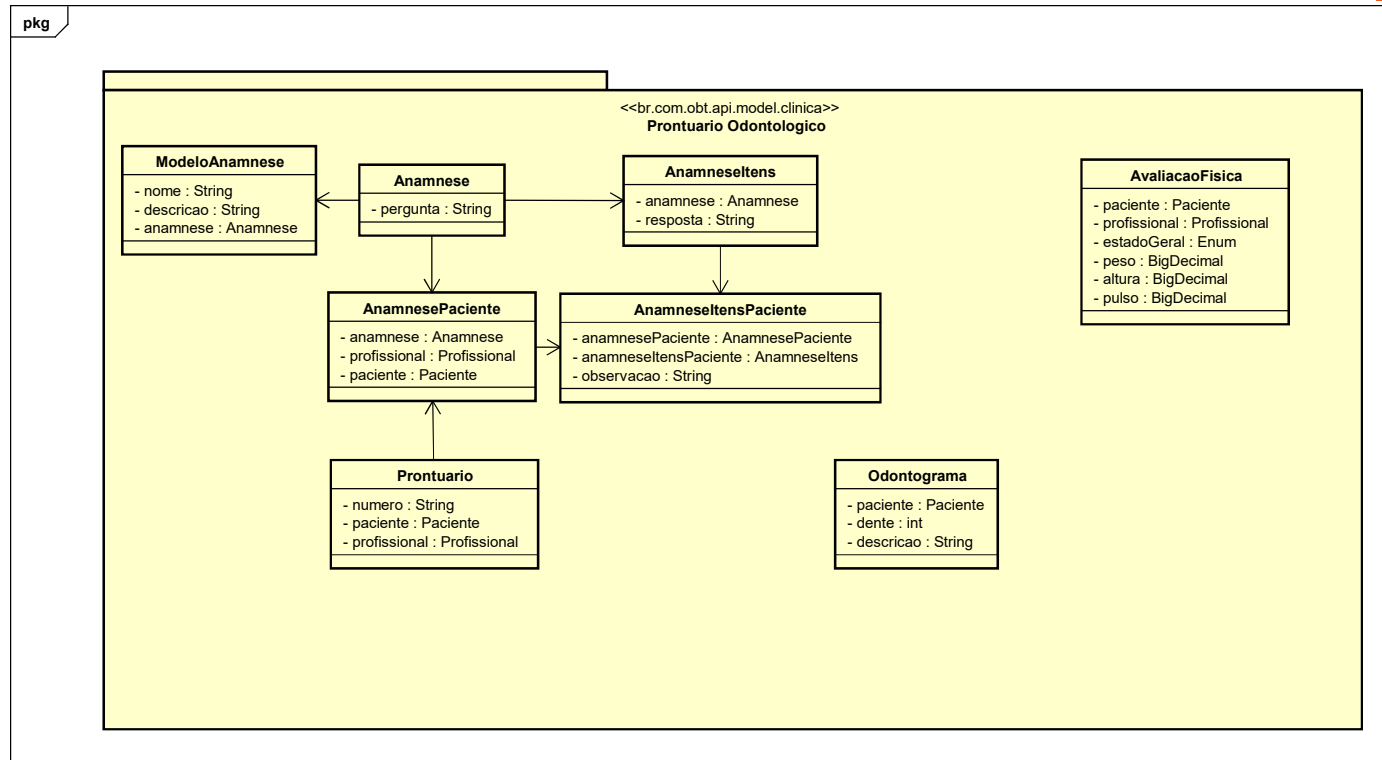 pkg
<<br.com.obt.api.model.clinica>>
Prontuario Odontologico
ModeloAnamnese
- nome : String
- descricao : String
- anamnese : Anamnese
Anamnese
- pergunta : String
AnamneseItens
- anamnese : Anamnese
- resposta : String
AvaliacaoFisica
- paciente : Paciente
- profissional : Profissional
- estadoGeral : Enum
- peso : BigDecimal
- altura : BigDecimal
- pulso : BigDecimal
AnamnesePaciente
- anamnese : Anamnese
- profissional : Profissional
- paciente : Paciente
AnamneseItensPaciente
- anamnesePaciente : AnamnesePaciente
- anamneseItensPaciente : AnamneseItens
- observacao : String
Prontuario
- numero : String
- paciente : Paciente
- profissional : Profissional
Odontograma
- paciente : Paciente
- dente : int
- descricao : String